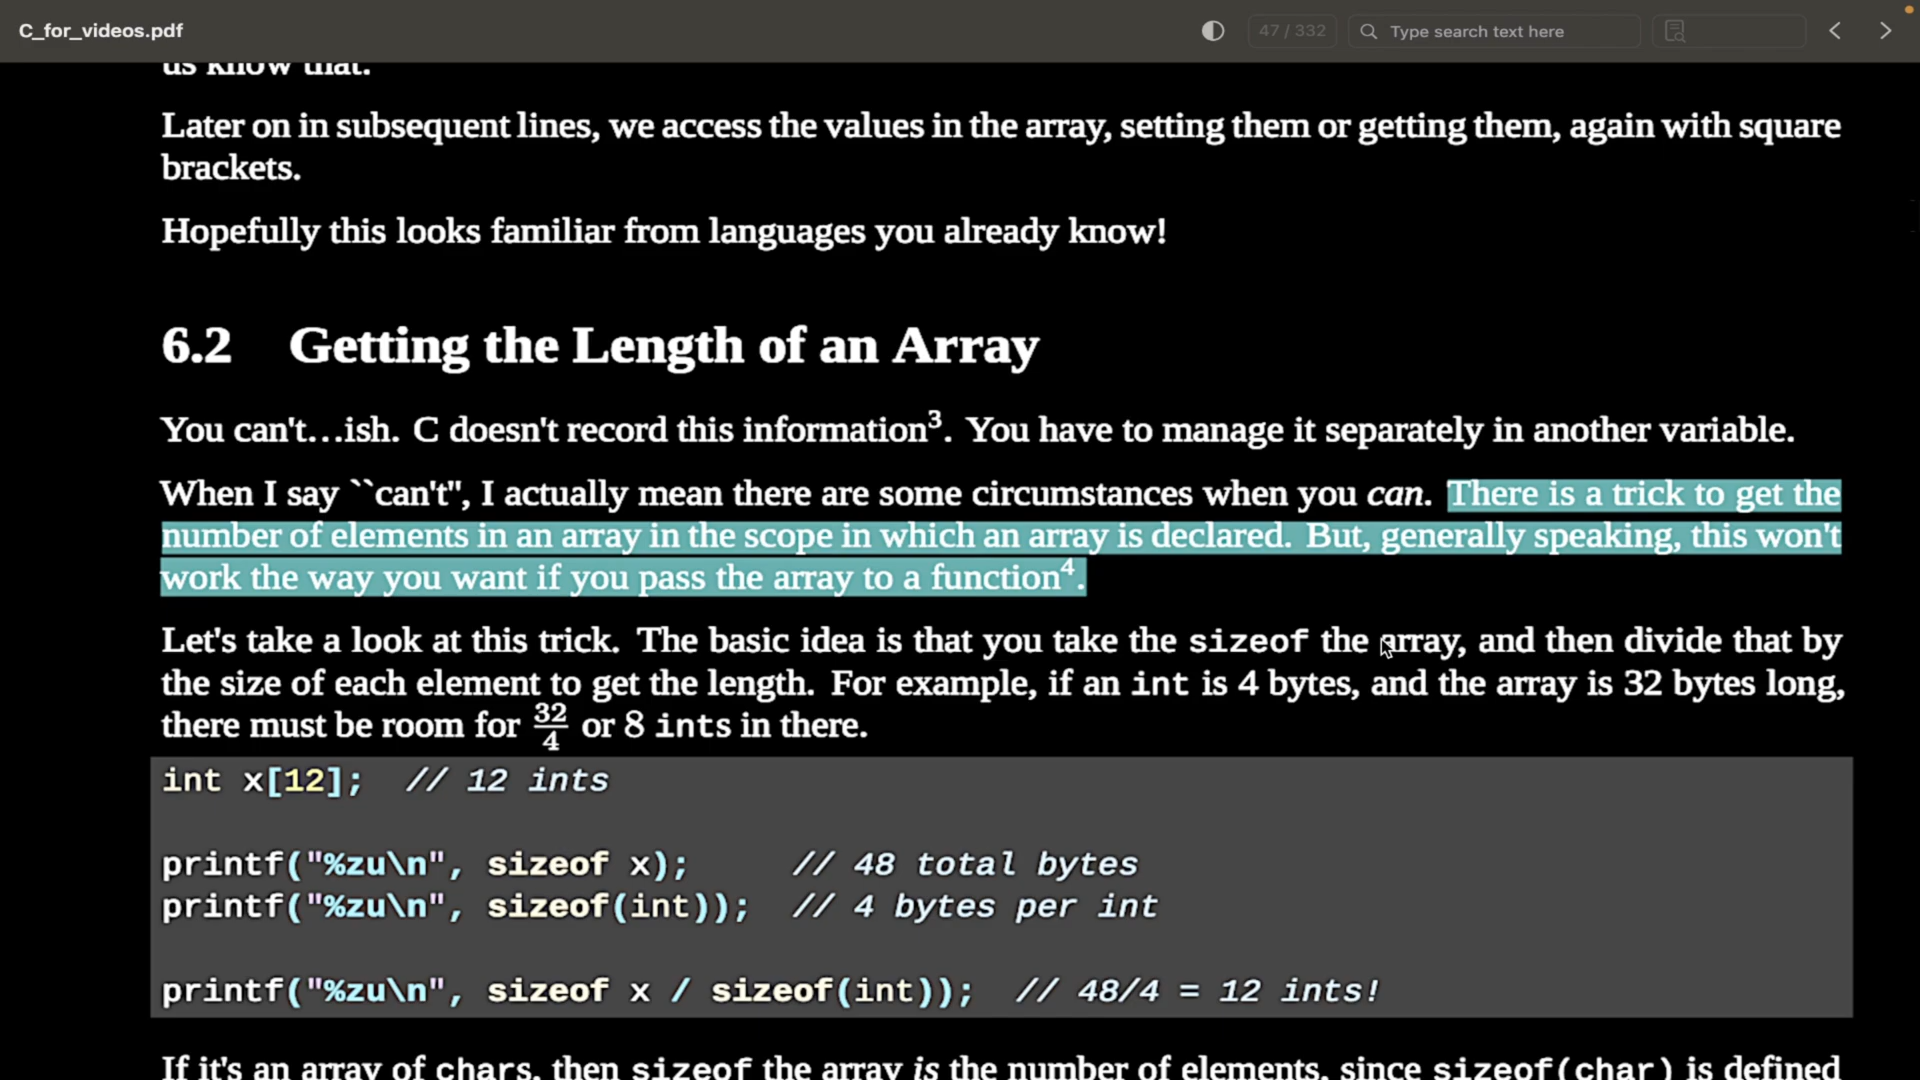 C_for_videos.pdf
47 / 332
Type search text here
us know that.
Later on in subsequent lines, we access the values in the array, setting them or getting them, again with square
brackets.
Hopefully this looks familiar from languages you already know!
6.2 Getting the Length of an Array
You can't…ish. C doesn't record this information3. You have to manage it separately in another variable.
When I say ``can't'', I actually mean there are some circumstances when you can. There is a trick to get the
number of elements in an array in the scope in which an array is declared. But, generally speaking, this won't
work the way you want if you pass the array to a function4.
Let's take a look at this trick. The basic idea is that you take the sizeof the array, and then divide that by
the size of each element to get the length. For example, if an int is 4 bytes, and the array is 32 bytes long,
there must be room for 32/4 or 8 ints in there.
int x[12];  // 12 ints
printf("%zu\n", sizeof x);     // 48 total bytes
printf("%zu\n", sizeof(int));  // 4 bytes per int
printf("%zu\n", sizeof x / sizeof(int));  // 48/4 = 12 ints!
If it's an array of chars, then sizeof the array is the number of elements, since sizeof(char) is defined